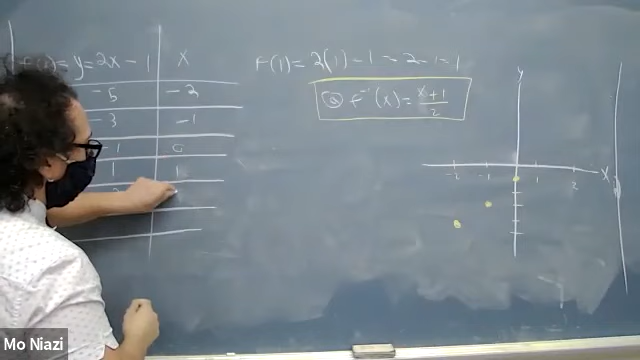 y=2x-1 x
f(1)= 2(1)-1=2-1=1
-5 -2
-3 -1
-1 0
1 1
ⓐ f⁻¹(x)= x+1/2
y
x
-2 -1 1 2
Mo Niazi